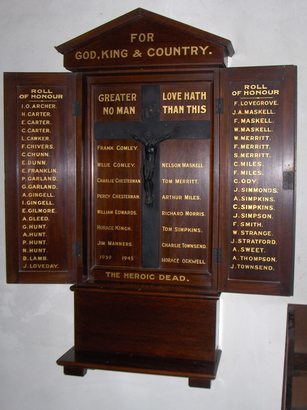 FOR
GOD, KING & COUNTRY.
ROLL
OF HONOUR
I.O. ARCHER.
H. CARTER.
E. CARTER.
C. CARTER.
L. CAWKER.
F. CHIVERS.
C. CHUNN.
C. DUNN.
E. FRANKLIN.
P. GARLAND.
G. GARLAND.
A. GINGELL.
I. GINGELL.
E. GILMORE.
A. GLEED.
G. HUNT.
A. HUNT.
P. HUNT.
H. HUNT.
B. LAMB.
J. LOVEDAY.
GREATER LOVE HATH
NO MAN THAN THIS
FRANK COMLEY.
WILLIE COMLEY.
CHARLIE CHESTERMAN
PERCY CHESTERMAN
WILLIAM EDWARDS.
HORACE KINCH.
JIM MANNERS.
1939 1945
NELSON MASKELL.
TOM MERRITT.
ARTHUR MILES.
RICHARD MORRIS.
TOM SIMPKINS.
CHARLIE TOWNSEND.
HORACE OCKWELL.
THE HEROIC DEAD.
ROLL
OF HONOUR
F. LOVEGROVE.
J.A. MASKELL.
F. MASKELL.
W. MASKELL.
W. MERRITT.
F. MERRITT.
S. MERRITT.
C. MILES.
F. MILES.
C. ODY.
J. SIMMONDS.
A. SIMPKINS.
C. SIMPKINS.
J. SIMPSON.
F. SMITH.
W. STRANGE.
J. STRATFORD.
A. SWEET.
A. THOMPSON.
J. TOWNSEND.